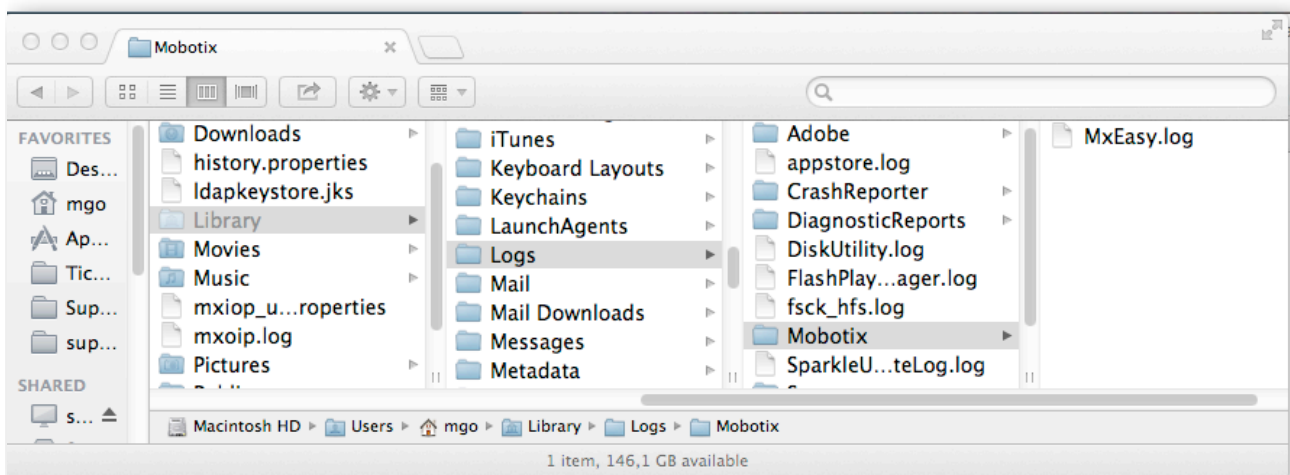 Mobotix
FAVORITES
Des...
mgo
Ap...
Tic...
Sup...
sup...
SHARED
s...
Downloads
history.properties
ldapkeystore.jks
Library
Movies
Music
mxiop_u...roperties
mxoip.log
Pictures
iTunes
Keyboard Layouts
Keychains
LaunchAgents
Logs
Mail
Mail Downloads
Messages
Metadata
Adobe
appstore.log
CrashReporter
DiagnosticReports
DiskUtility.log
FlashPlay...ager.log
fsck_hfs.log
Mobotix
SparkleU...teLog.log
MxEasy.log
Macintosh HD Users mgo Library Logs Mobotix
1 item, 146,1 GB available